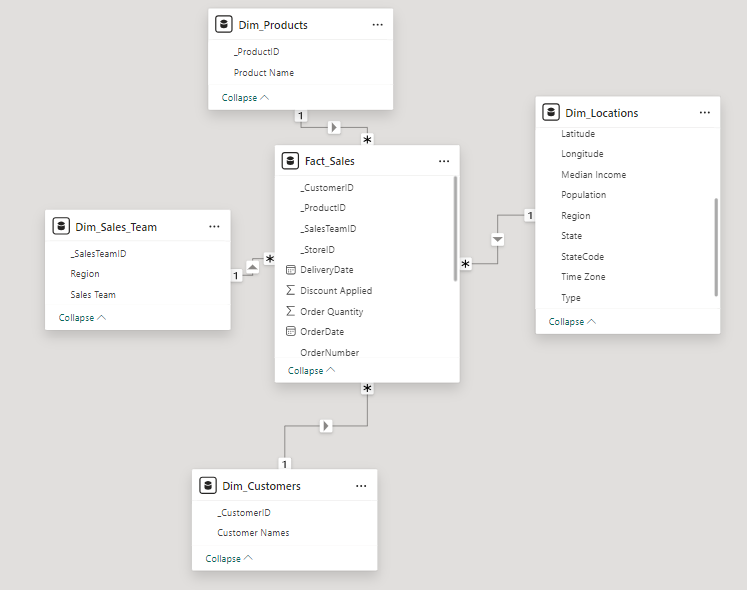 Dim_Products
_ProductID
Product Name
Collapse
1
*
Fact_Sales
_CustomerID
_ProductID
_SalesTeamID
_StoreID
DeliveryDate
Discount Applied
Order Quantity
OrderDate
OrderNumber
Collapse
Dim_Locations
Latitude
Longitude
Median Income
Population
Region
State
StateCode
Time Zone
Type
Collapse
1
*
Dim_Sales_Team
_SalesTeamID
Region
Sales Team
Collapse
1
*
*
1
Dim_Customers
_CustomerID
Customer Names
Collapse